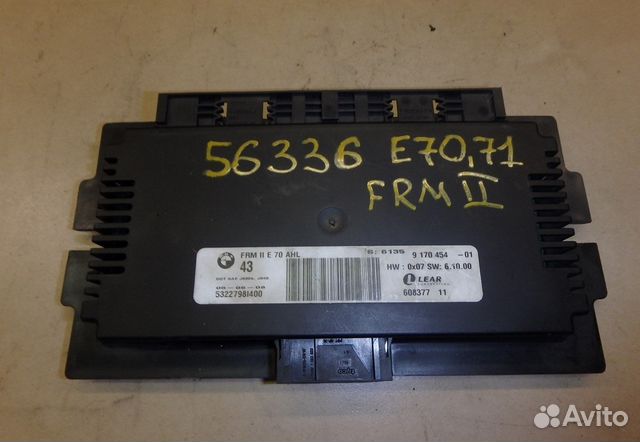 56336 E70,71
FRM II
FRM II E 70 AHL
S: 6135
9 170 454 -01
43
HW : 0x07 SW: 6.10.00
LEAR
5322798I400
608377 11
Avito